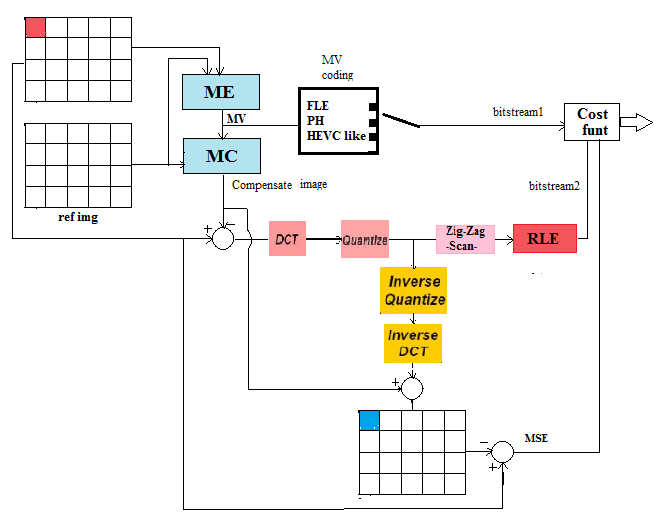 ME
MV
MC
ref img
MV
coding
FLE
PH
HEVC like
bitstream1
Cost
funt
bitstream2
Compensate image
+
−
DCT
Quantize
Zig-Zag
-Scan-
RLE
Inverse
Quantize
Inverse
DCT
+
+
−
MSE
+